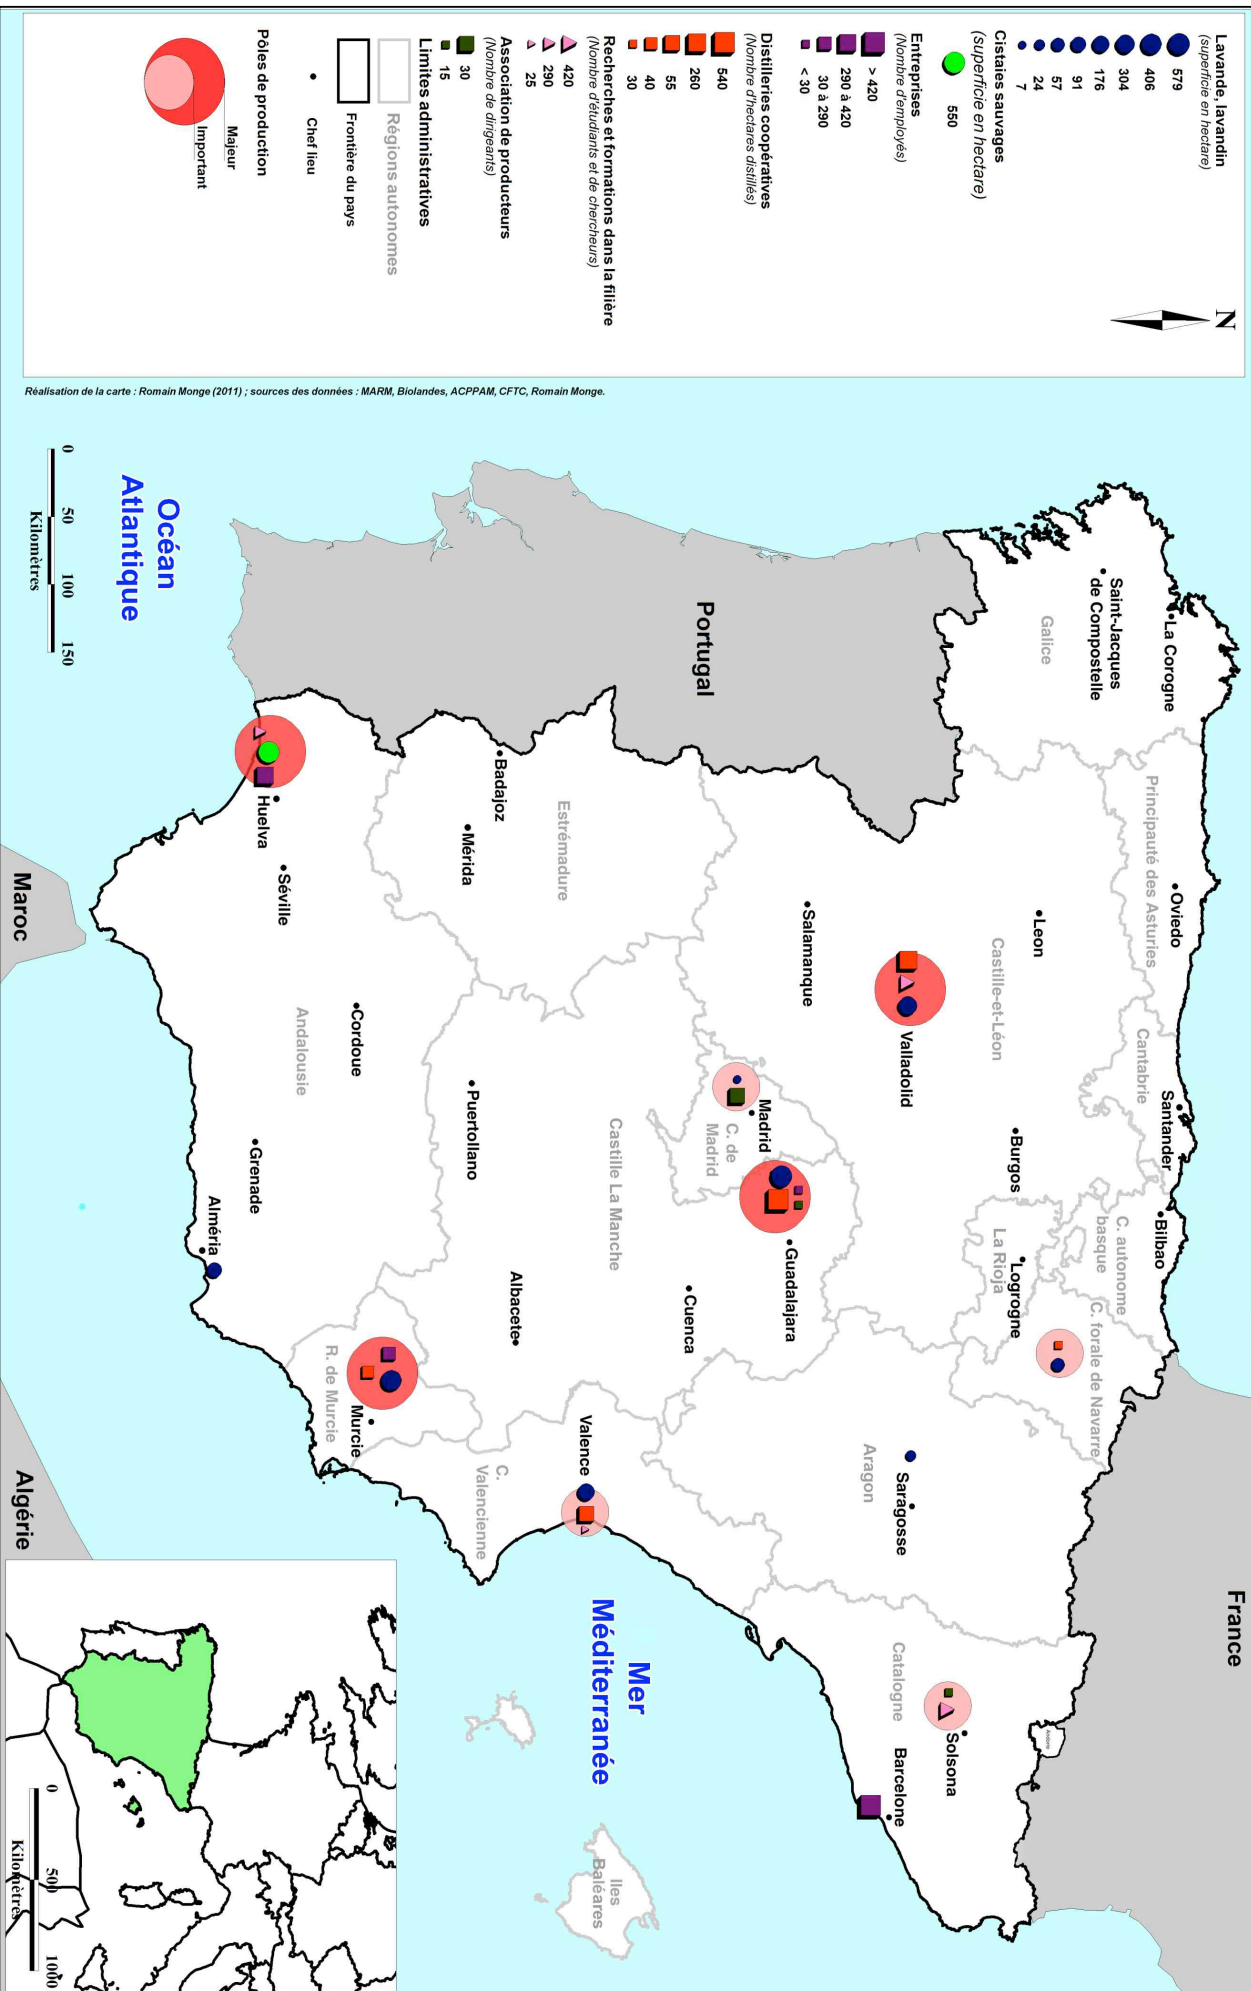 Lavande, lavandin
(superficie en hectare)
579
406
304
176
91
57
24
7
Cistaies sauvages
(superficie en hectare)
550
Entreprises
(Nombre d'employés)
> 420
290 à 420
30 à 290
< 30
Distilleries coopératives
(Nombre d'hectares distillés)
540
260
55
40
30
Recherches et formations dans la filière
(Nombre d'étudiants et de chercheurs)
420
290
25
Association de producteurs
(Nombre de dirigeants)
30
15
Limites administratives
Régions autonomes
Frontière du pays
Chef lieu
Pôles de production
Majeur
Important
N
Réalisation de la carte : Romain Monge (2011) ; sources des données : MARM, Biolandes, ACPPAM, CFTC, Romain Monge.
0
50
100
150
Kilomètres
Océan
Atlantique
Portugal
France
Maroc
Algérie
Mer
Méditerranée
La Corogne
Saint-Jacques
de Compostelle
Galice
Principauté des Asturies
Oviedo
Cantabrie
Santander
Bilbao
C. autonome
basque
C. forale de Navarre
Leon
Castille-et-Léon
Burgos
La Rioja
Logrogne
Valladolid
Salamanque
Madrid
C. de
Madrid
Guadalajara
Cuenca
Aragon
Saragosse
Catalogne
Solsona
Barcelone
Estrémadure
Badajoz
Mérida
Castille La Manche
Puertollano
Albacete
Valence
C.
Valencienne
Huelva
Séville
Cordoue
Andalousie
Grenade
Alméria
R. de Murcie
Murcie
Iles
Baléares
0
500
1000
Kilomètres